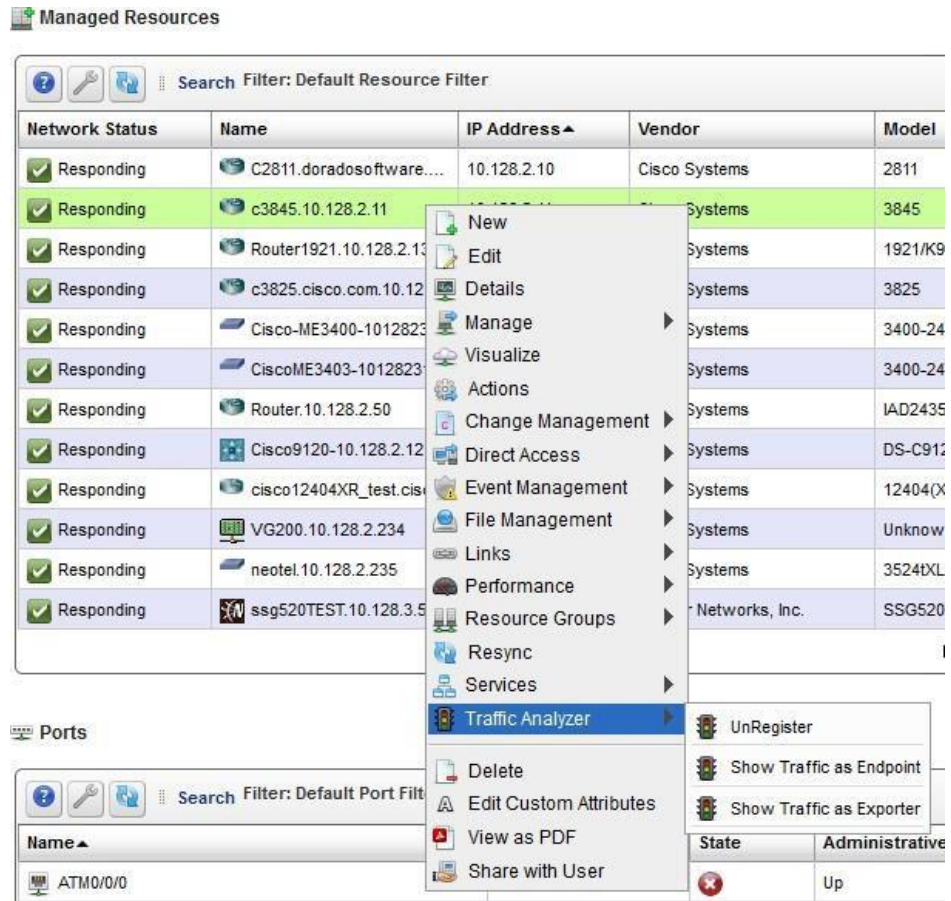 Managed Resources
Search Filter: Default Resource Filter
Network Status Name IP Address Vendor Model
Responding C2811.doradosoftware.... 10.128.2.10 Cisco Systems 2811
Responding c3845.10.128.2.11 Systems 3845
Responding Router1921.10.128.2.13 Systems 1921/K9
Responding c3825.cisco.com.10.12 Systems 3825
Responding Cisco-ME3400-1012823 Systems 3400-24
Responding CiscoME3403-1012823 Systems 3400-24
Responding Router.10.128.2.50 Systems IAD2435
Responding Cisco9120-10.128.2.12 Systems DS-C912
Responding cisco12404XR_test.cis Systems 12404(X
Responding VG200.10.128.2.234 Systems Unknow
Responding neotel.10.128.2.235 Systems 3524tXL
Responding ssg520TEST.10.128.3.5 r Networks, Inc. SSG520
New
Edit
Details
Manage
Visualize
Actions
Change Management
Direct Access
Event Management
File Management
Links
Performance
Resource Groups
Resync
Services
Traffic Analyzer
UnRegister
Show Traffic as Endpoint
Show Traffic as Exporter
Delete
Edit Custom Attributes
View as PDF
Share with User
Ports
Search Filter: Default Port Filt
Name State Administrative
ATM0/0/0 Up